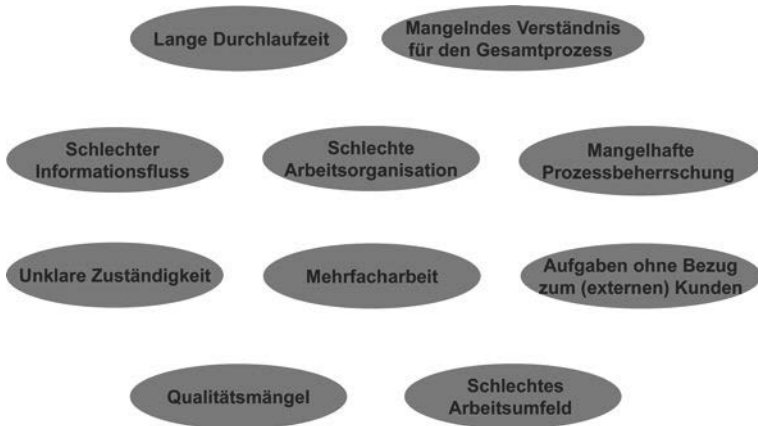 Lange Durchlaufzeit
Mangelndes Verständnis
für den Gesamtprozess
Schlechter
Informationsfluss
Schlechte
Arbeitsorganisation
Mangelhafte
Prozessbeherrschung
Unklare Zuständigkeit
Mehrfacharbeit
Aufgaben ohne Bezug
zum (externen) Kunden
Qualitätsmängel
Schlechtes
Arbeitsumfeld